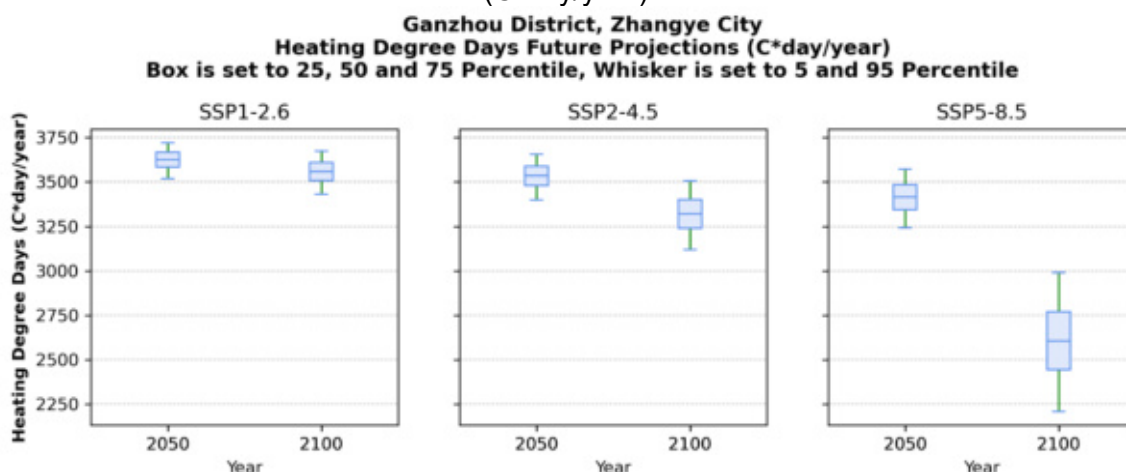 Ganzhou District, Zhangye City
Heating Degree Days Future Projections (C*day/year)
Box is set to 25, 50 and 75 Percentile, Whisker is set to 5 and 95 Percentile
SSP1-2.6 SSP2-4.5 SSP5-8.5
Heating Degree Days (C*day/year)
3750
3500
3250
3000
2750
2500
2250
2050 2100 2050 2100 2050 2100
Year Year Year